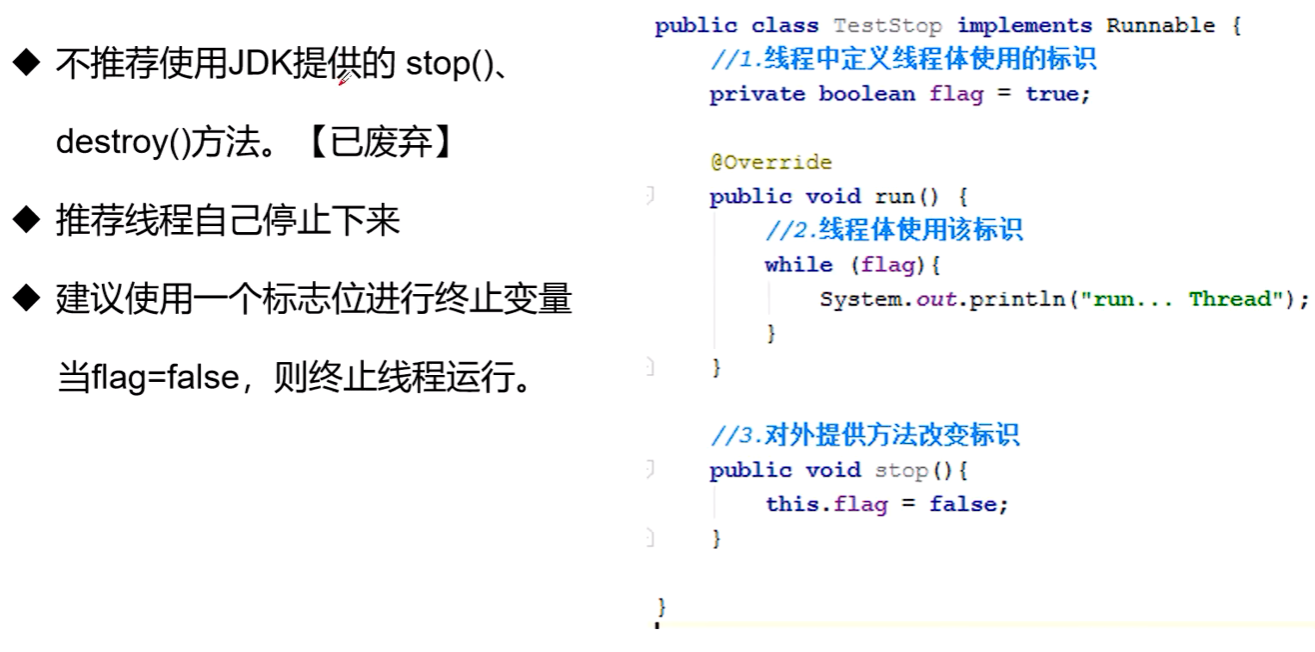 ◆ 不推荐使用JDK提供的 stop()、
destroy()方法。【已废弃】
◆ 推荐线程自己停止下来
◆ 建议使用一个标志位进行终止变量
当flag=false，则终止线程运行。
public class TestStop implements Runnable {
//1.线程中定义线程体使用的标识
private boolean flag = true;
@Override
public void run() {
//2.线程体使用该标识
while (flag){
System.out.println("run... Thread");
}
}
//3.对外提供方法改变标识
public void stop(){
this.flag = false;
}
}